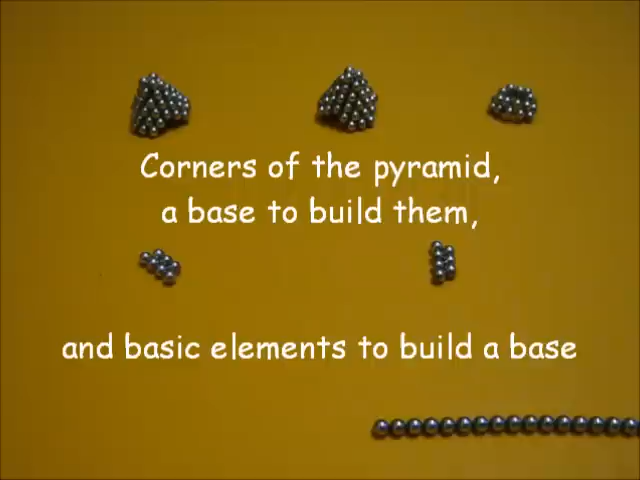 Corners of the pyramid,
a base to build them,
and basic elements to build a base